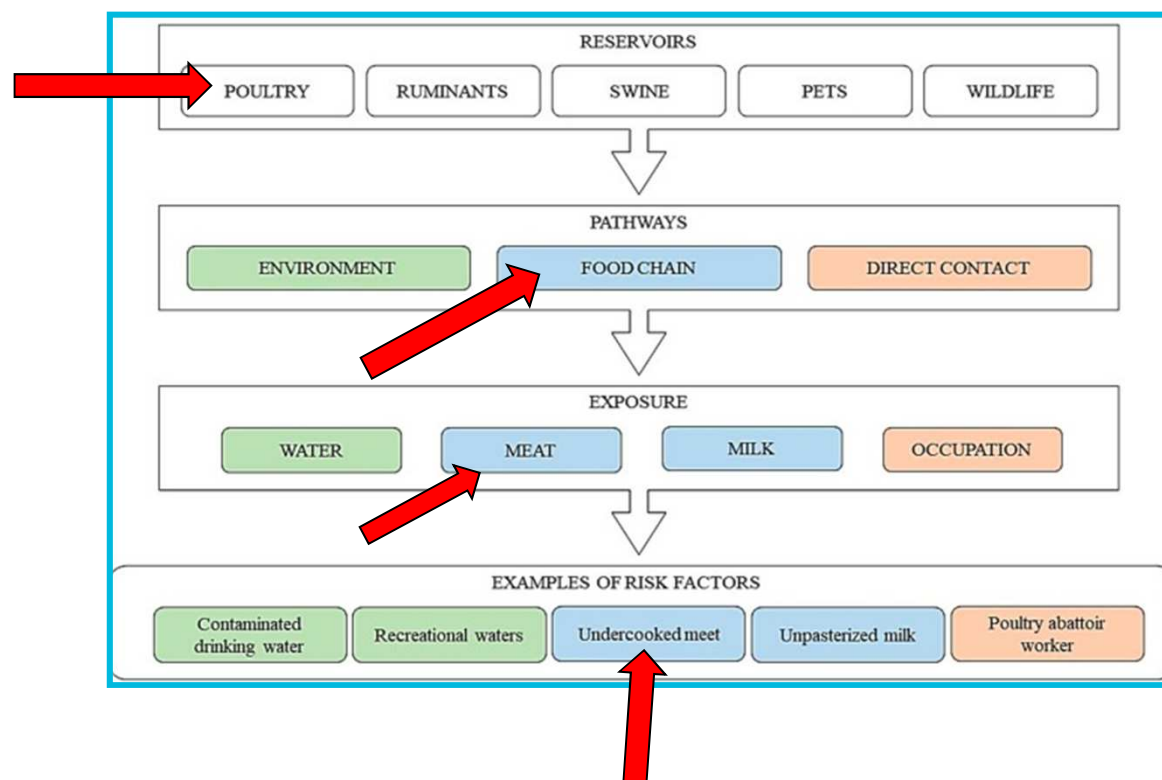 RESERVOIRS
POULTRY
RUMINANTS
SWINE
PETS
WILDLIFE
PATHWAYS
ENVIRONMENT
FOOD CHAIN
DIRECT CONTACT
EXPOSURE
WATER
MEAT
MILK
OCCUPATION
EXAMPLES OF RISK FACTORS
Contaminated
drinking water
Recreational waters
Undercooked meet
Unpasterized milk
Poultry abattoir
worker